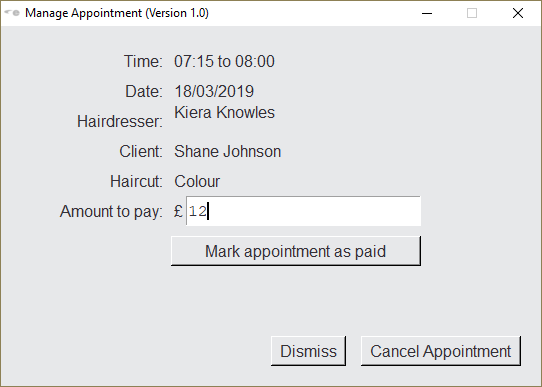 Manage Appointment (Version 1.0)
Time: 07:15 to 08:00
Date: 18/03/2019
Hairdresser: Kiera Knowles
Client: Shane Johnson
Haircut: Colour
Amount to pay: £ 12
Mark appointment as paid
Dismiss Cancel Appointment